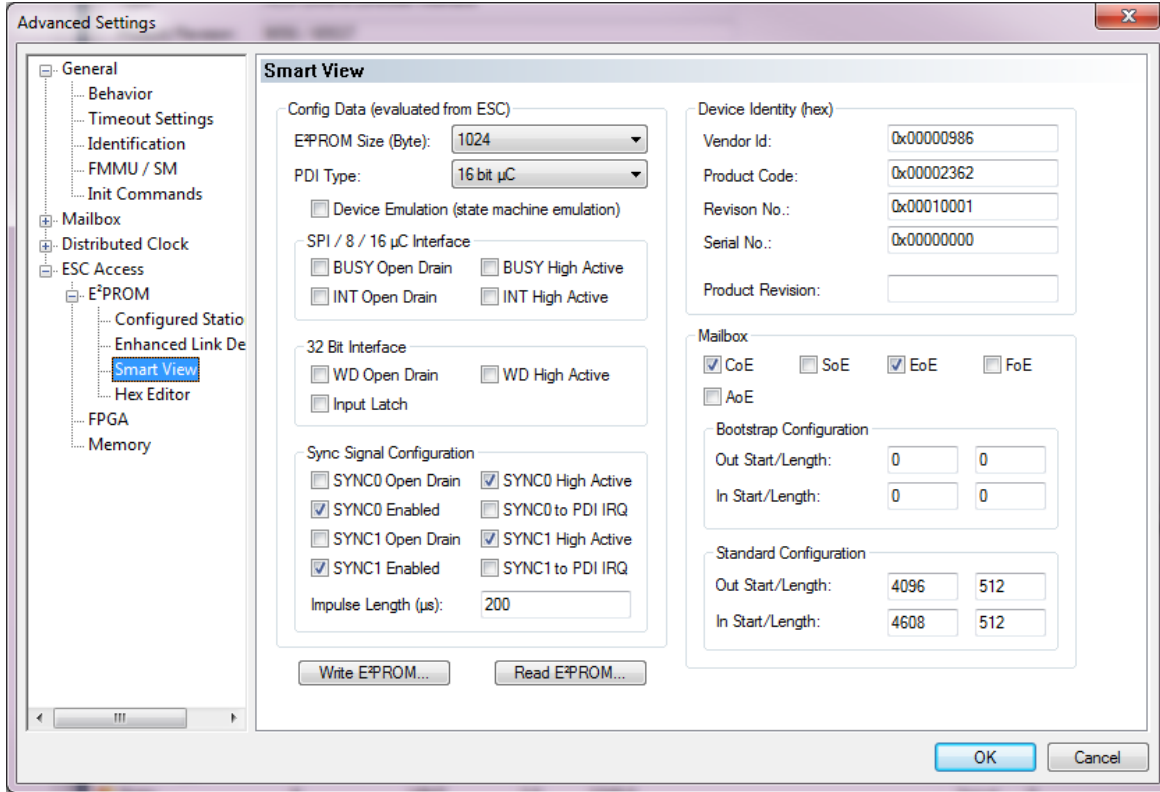 Advanced Settings
General
Behavior
Timeout Settings
Identification
FMMU / SM
Init Commands
Mailbox
Distributed Clock
ESC Access
E²PROM
Configured Statio
Enhanced Link De
Smart View
Hex Editor
FPGA
Memory
Smart View
Config Data (evaluated from ESC)
E²PROM Size (Byte): 1024
PDI Type: 16 bit µC
Device Emulation (state machine emulation)
SPI / 8 / 16 µC Interface
BUSY Open Drain BUSY High Active
INT Open Drain INT High Active
32 Bit Interface
WD Open Drain WD High Active
Input Latch
Sync Signal Configuration
SYNC0 Open Drain SYNC0 High Active
SYNC0 Enabled SYNC0 to PDI IRQ
SYNC1 Open Drain SYNC1 High Active
SYNC1 Enabled SYNC1 to PDI IRQ
Impulse Length (µs): 200
Write E²PROM... Read E²PROM...
Device Identity (hex)
Vendor Id: 0x00000986
Product Code: 0x00002362
Revison No.: 0x00010001
Serial No.: 0x00000000
Product Revision:
Mailbox
CoE SoE EoE FoE
AoE
Bootstrap Configuration
Out Start/Length: 0 0
In Start/Length: 0 0
Standard Configuration
Out Start/Length: 4096 512
In Start/Length: 4608 512
OK Cancel